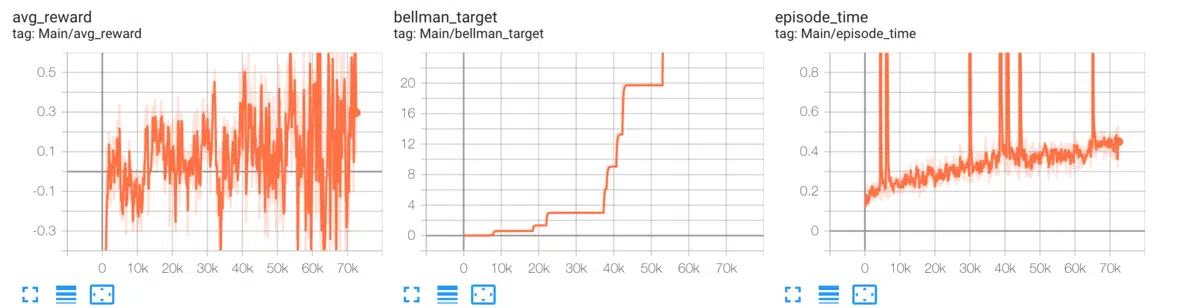 avg_reward
tag: Main/avg_reward
0.5
0.3
0.1
-0.1
-0.3
0 10k 20k 30k 40k 50k 60k 70k
bellman_target
tag: Main/bellman_target
20
16
12
8
4
0
0 10k 20k 30k 40k 50k 60k 70k
episode_time
tag: Main/episode_time
0.8
0.6
0.4
0.2
0
0 10k 20k 30k 40k 50k 60k 70k